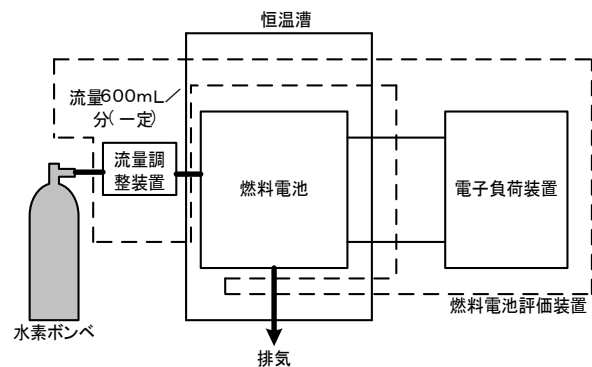 恒温槽
流量600mL／
分(一定)
流量調
整装置
燃料電池
電子負荷装置
燃料電池評価装置
水素ボンベ
排気